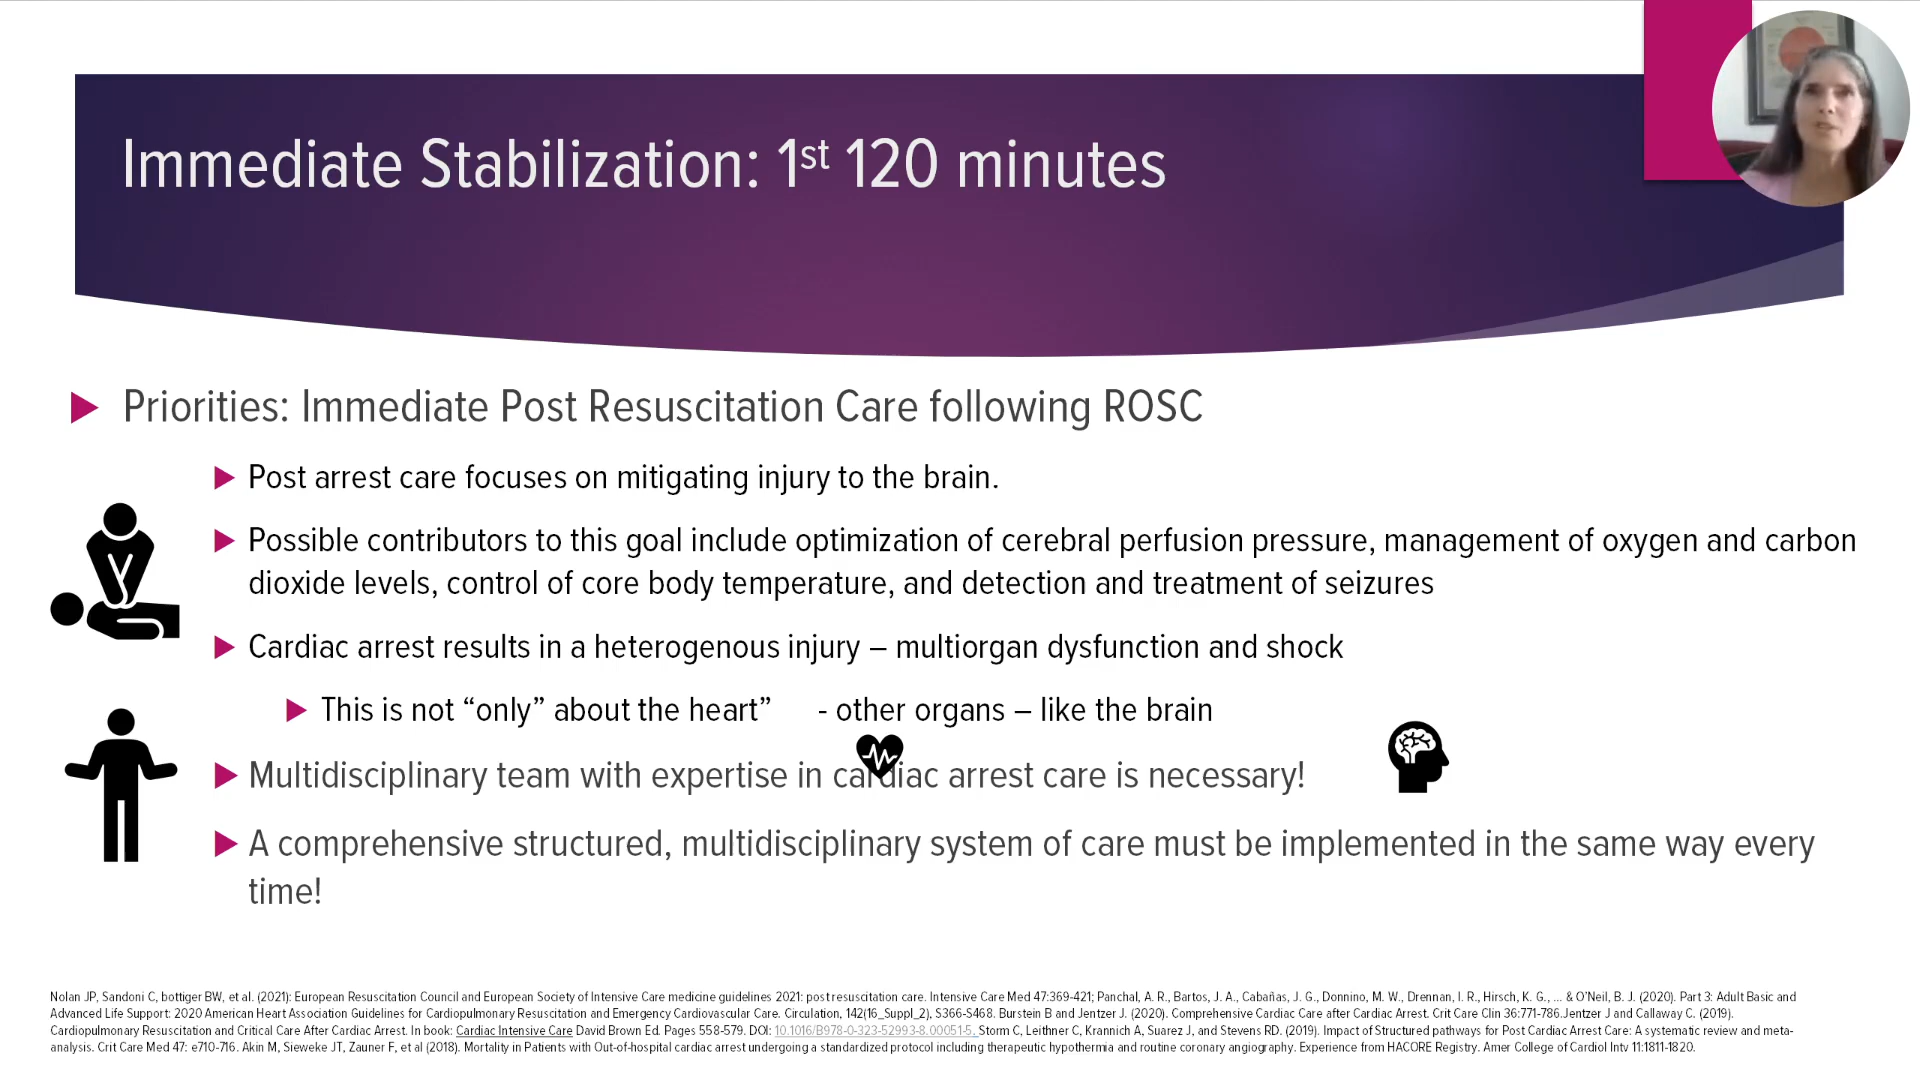 Immediate Stabilization: 1st 120 minutes
Priorities: Immediate Post Resuscitation Care following ROSC
Post arrest care focuses on mitigating injury to the brain.
Possible contributors to this goal include optimization of cerebral perfusion pressure, management of oxygen and carbon
dioxide levels, control of core body temperature, and detection and treatment of seizures
Cardiac arrest results in a heterogenous injury – multiorgan dysfunction and shock
This is not “only” about the heart” - other organs – like the brain
Multidisciplinary team with expertise in cardiac arrest care is necessary!
A comprehensive structured, multidisciplinary system of care must be implemented in the same way every
time!
Nolan JP, Sandoni C, bottiger BW, et al. (2021): European Resuscitation Council and European Society of Intensive Care medicine guidelines 2021: post resuscitation care. Intensive Care Med 47:369-421; Panchal, A. R., Bartos, J. A., Cabañas, J. G., Donnino, M. W., Drennan, I. R., Hirsch, K. G., ... & O’Neil, B. J. (2020). Part 3: Adult Basic and
Advanced Life Support: 2020 American Heart Association Guidelines for Cardiopulmonary Resuscitation and Emergency Cardiovascular Care. Circulation, 142(16_Suppl_2), S366-S468. Burstein B and Jentzer J. (2020). Comprehensive Cardiac Care after Cardiac Arrest. Crit Care Clin 36:771-786.Jentzer J and Callaway C. (2019).
Cardiopulmonary Resuscitation and Critical Care After Cardiac Arrest. In book: Cardiac Intensive Care David Brown Ed. Pages 558-579. DOI: 10.1016/B978-0-323-52993-8.00051-5. Storm C, Leithner C, Krannich A, Suarez J, and Stevens RD. (2019). Impact of Structured pathways for Post Cardiac Arrest Care: A systematic review and meta-
analysis. Crit Care Med 47: e710-716. Akin M, Sieweke JT, Zauner F, et al (2018). Mortality in Patients with Out-of-hospital cardiac arrest undergoing a standardized protocol including therapeutic hypothermia and routine coronary angiography. Experience from HACORE Registry. Amer College of Cardiol Intv 11:1811-1820.